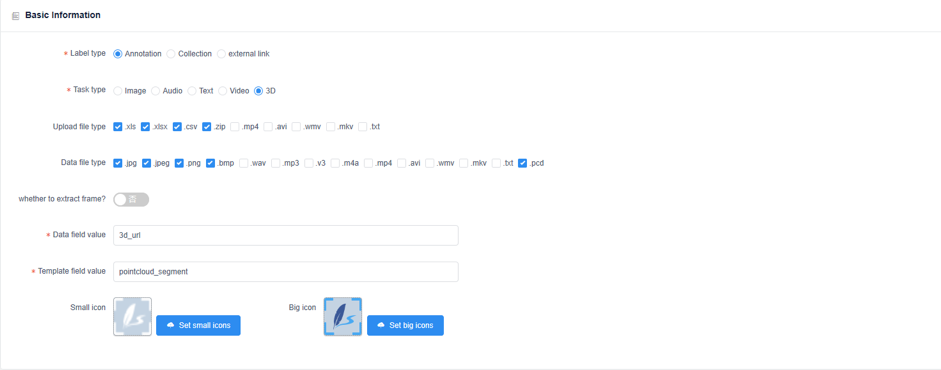 Basic Information
* Label type Annotation Collection external link
* Task type Image Audio Text Video 3D
Upload file type .xls .xlsx .csv .zip .mp4 .avi .wmv .mkv .txt
Data file type .jpg .jpeg .png .bmp .wav .mp3 .v3 .m4a .mp4 .avi .wmv .mkv .txt .pcd
whether to extract frame?
* Data field value 3d_url
* Template field value pointcloud_segment
Small icon Set small icons Big icon Set big icons